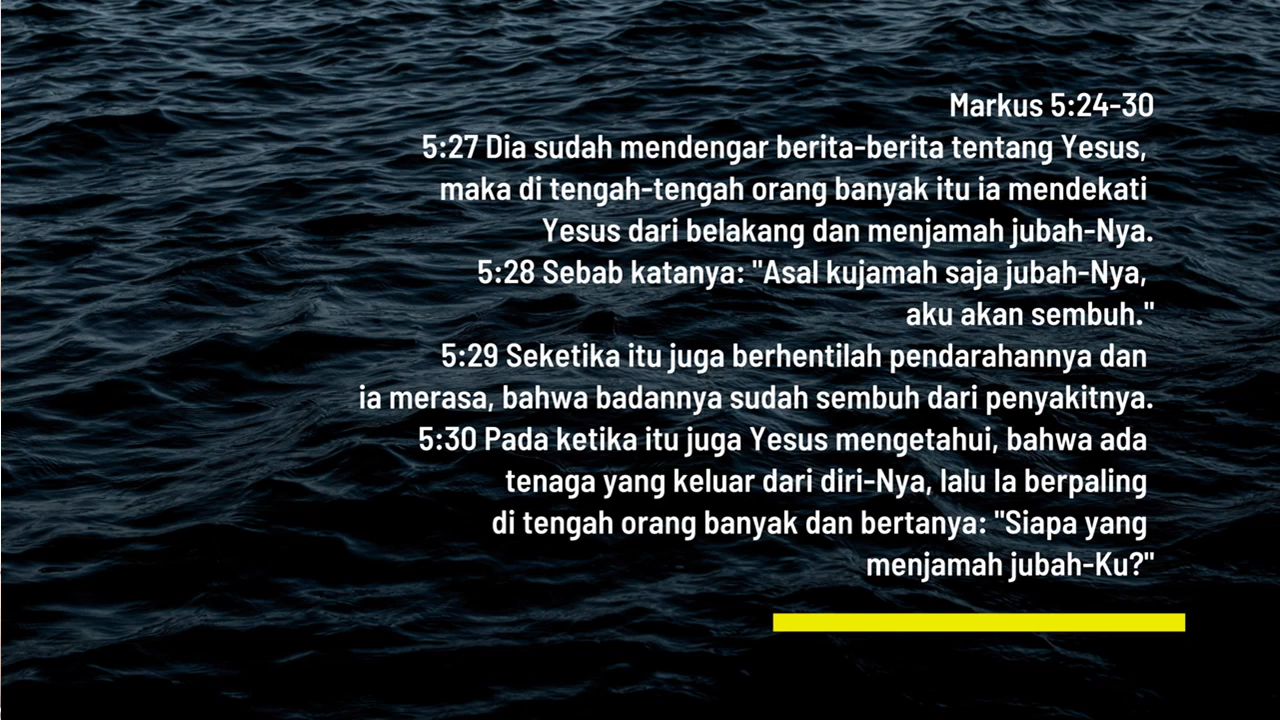 Markus 5:24-30
5:27 Dia sudah mendengar berita-berita tentang Yesus,
maka di tengah-tengah orang banyak itu ia mendekati
Yesus dari belakang dan menjamah jubah-Nya.
5:28 Sebab katanya: "Asal kujamah saja jubah-Nya,
aku akan sembuh."
5:29 Seketika itu juga berhentilah pendarahannya dan
ia merasa, bahwa badannya sudah sembuh dari penyakitnya.
5:30 Pada ketika itu juga Yesus mengetahui, bahwa ada
tenaga yang keluar dari diri-Nya, lalu Ia berpaling
di tengah orang banyak dan bertanya: "Siapa yang
menjamah jubah-Ku?"